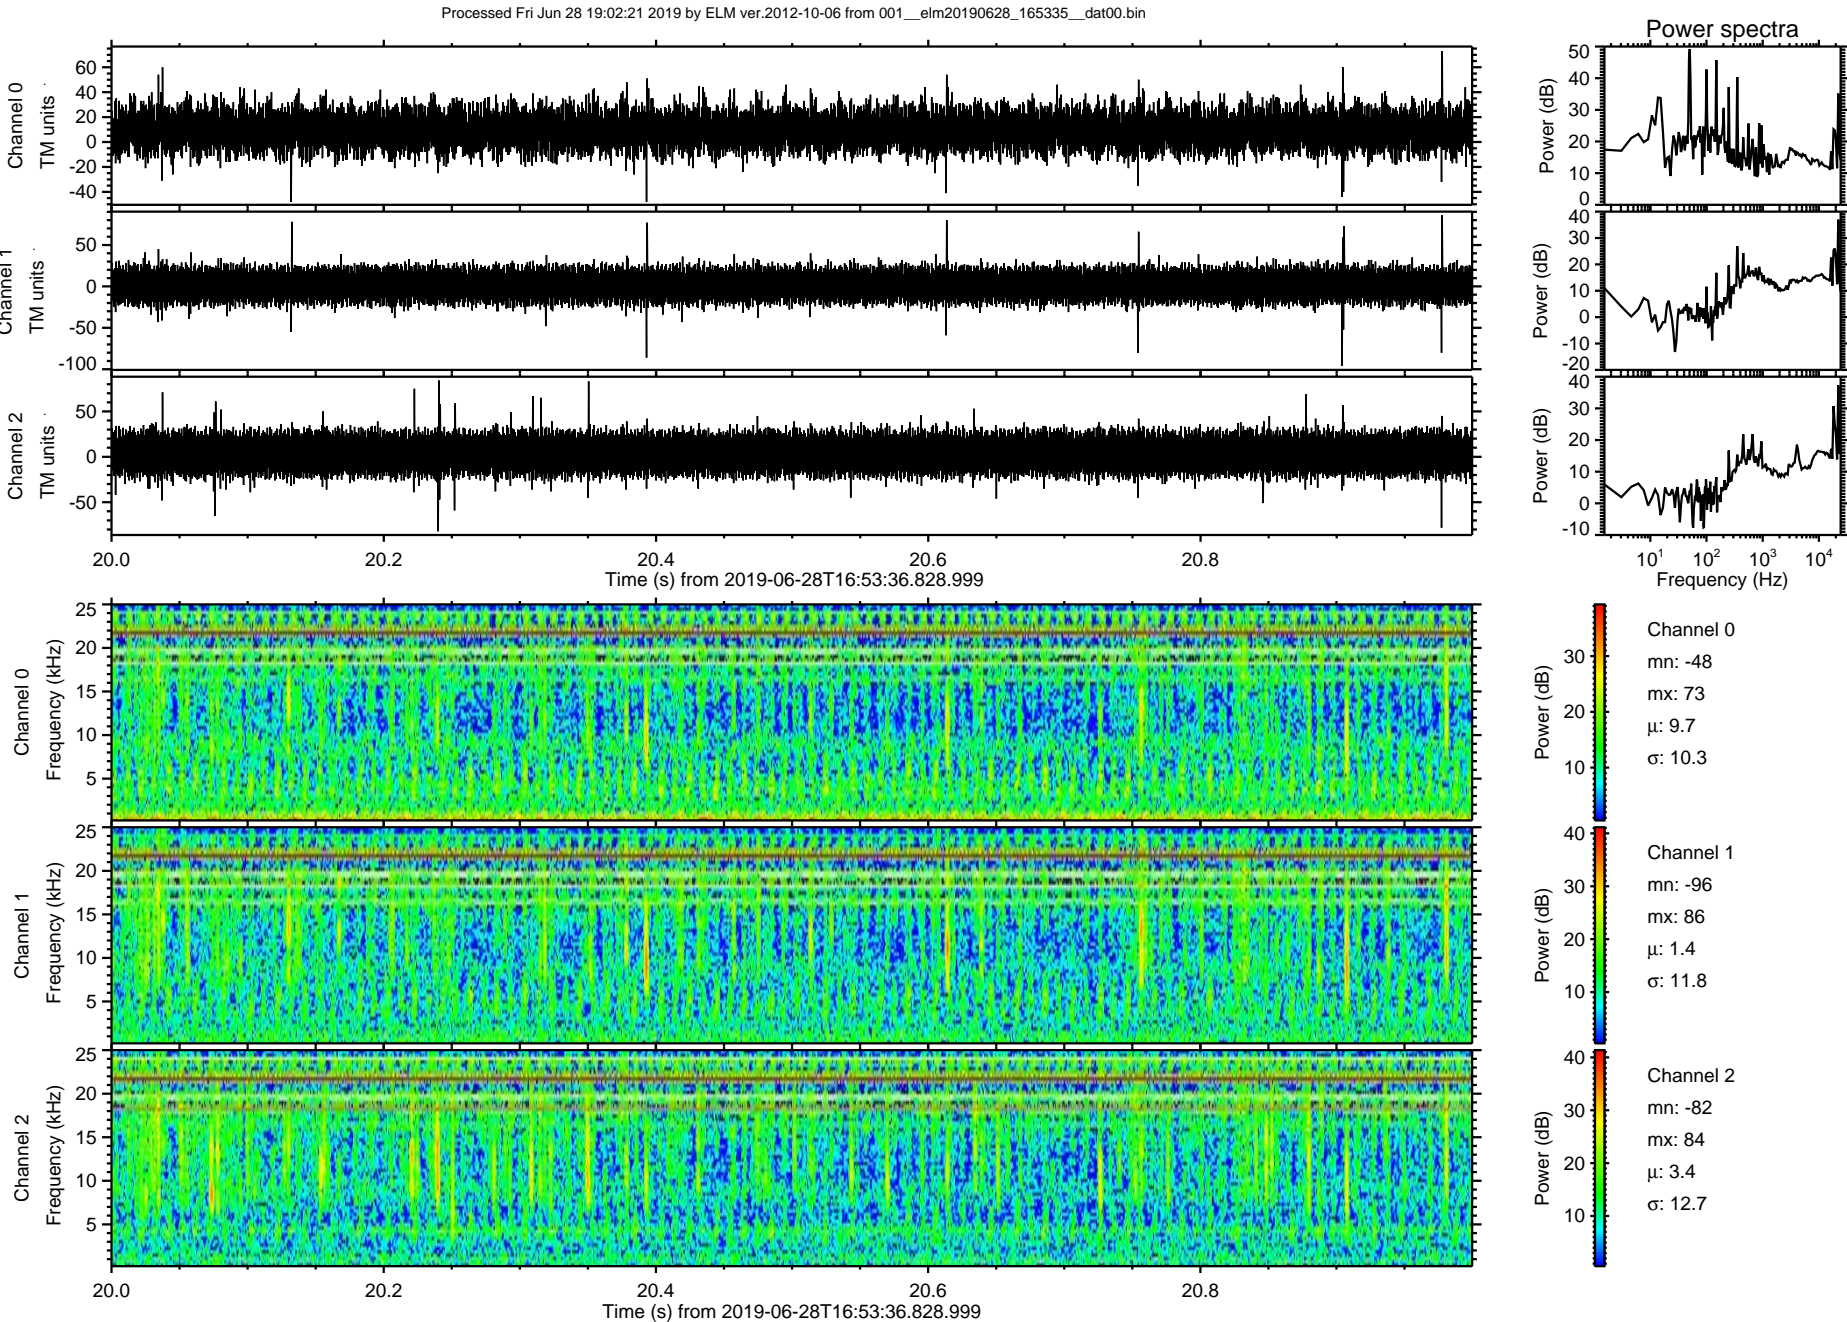 Processed Fri Jun 28 19:02:21 2019 by ELM ver.2012-10-06 from 001__elm20190628_165335__dat00.bin
Power spectra
Channel 0
TM units
60
40
20
0
-20
-40
Power (dB)
50
40
30
20
10
0
Channel 1
TM units
50
0
-50
-100
Power (dB)
40
30
20
10
0
-10
-20
Channel 2
TM units
50
0
-50
Power (dB)
40
30
20
10
0
-10
20.0 20.2 20.4 20.6 20.8
Time (s) from 2019-06-28T16:53:36.828.999
10¹ 10² 10³ 10⁴
Frequency (Hz)
Channel 0
Frequency (kHz)
25
20
15
10
5
Power (dB)
30
20
10
Channel 0
mn: -48
mx: 73
μ: 9.7
σ: 10.3
Channel 1
Frequency (kHz)
25
20
15
10
5
Power (dB)
40
30
20
10
Channel 1
mn: -96
mx: 86
μ: 1.4
σ: 11.8
Channel 2
Frequency (kHz)
25
20
15
10
5
Power (dB)
40
30
20
10
Channel 2
mn: -82
mx: 84
μ: 3.4
σ: 12.7
20.0 20.2 20.4 20.6 20.8
Time (s) from 2019-06-28T16:53:36.828.999